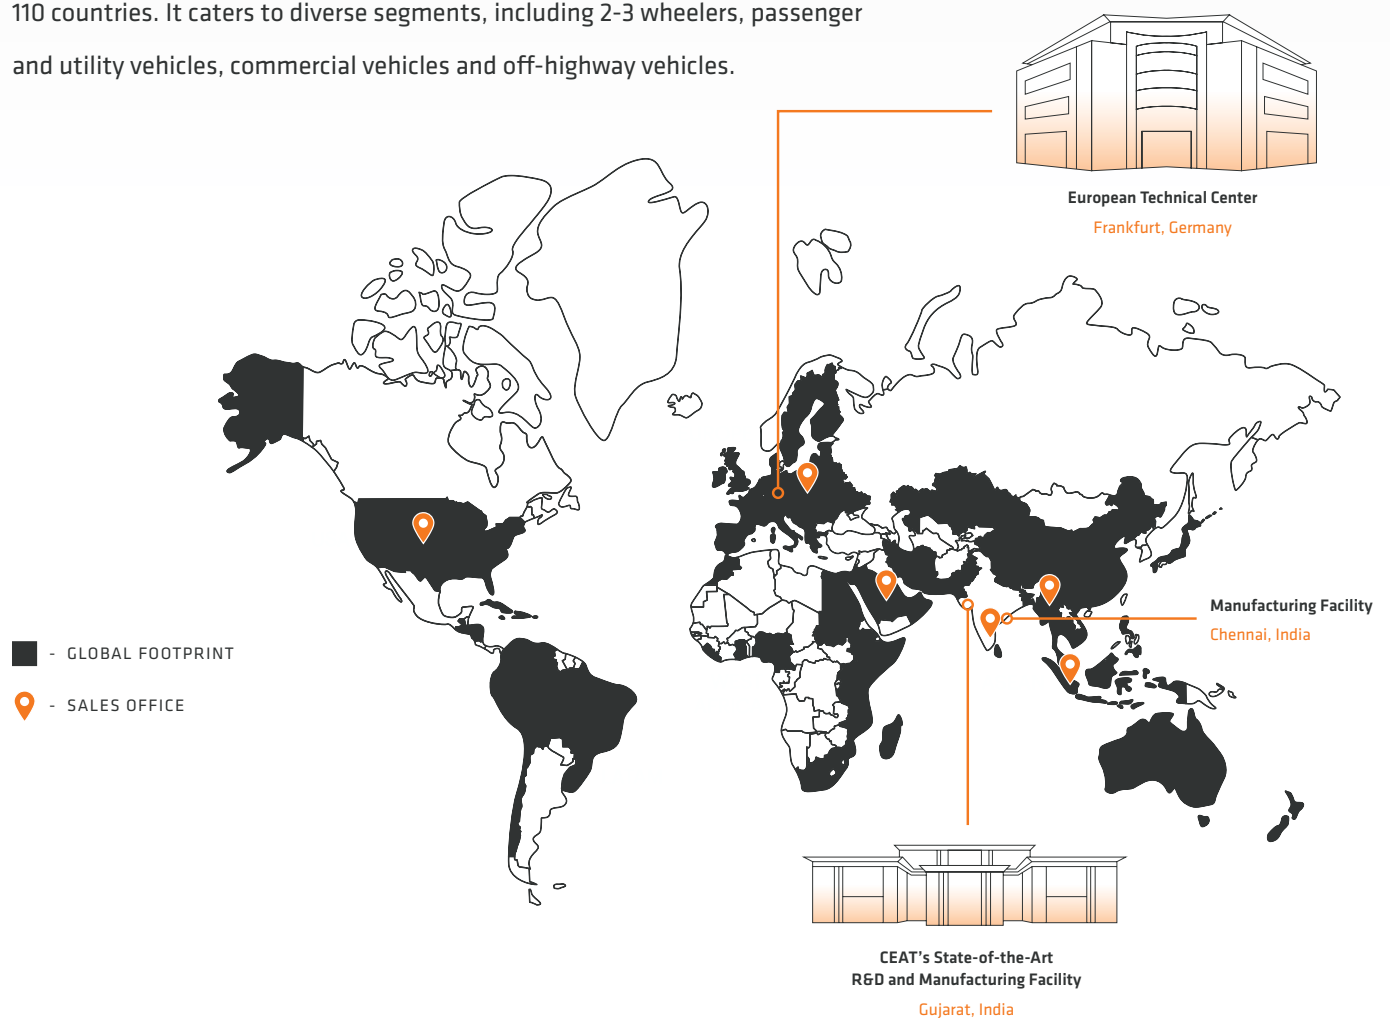 110 countries. It caters to diverse segments, including 2-3 wheelers, passenger
and utility vehicles, commercial vehicles and off-highway vehicles.
European Technical Center
Frankfurt, Germany
Manufacturing Facility
Chennai, India
- GLOBAL FOOTPRINT
- SALES OFFICE
CEAT’s State-of-the-Art
R&D and Manufacturing Facility
Gujarat, India